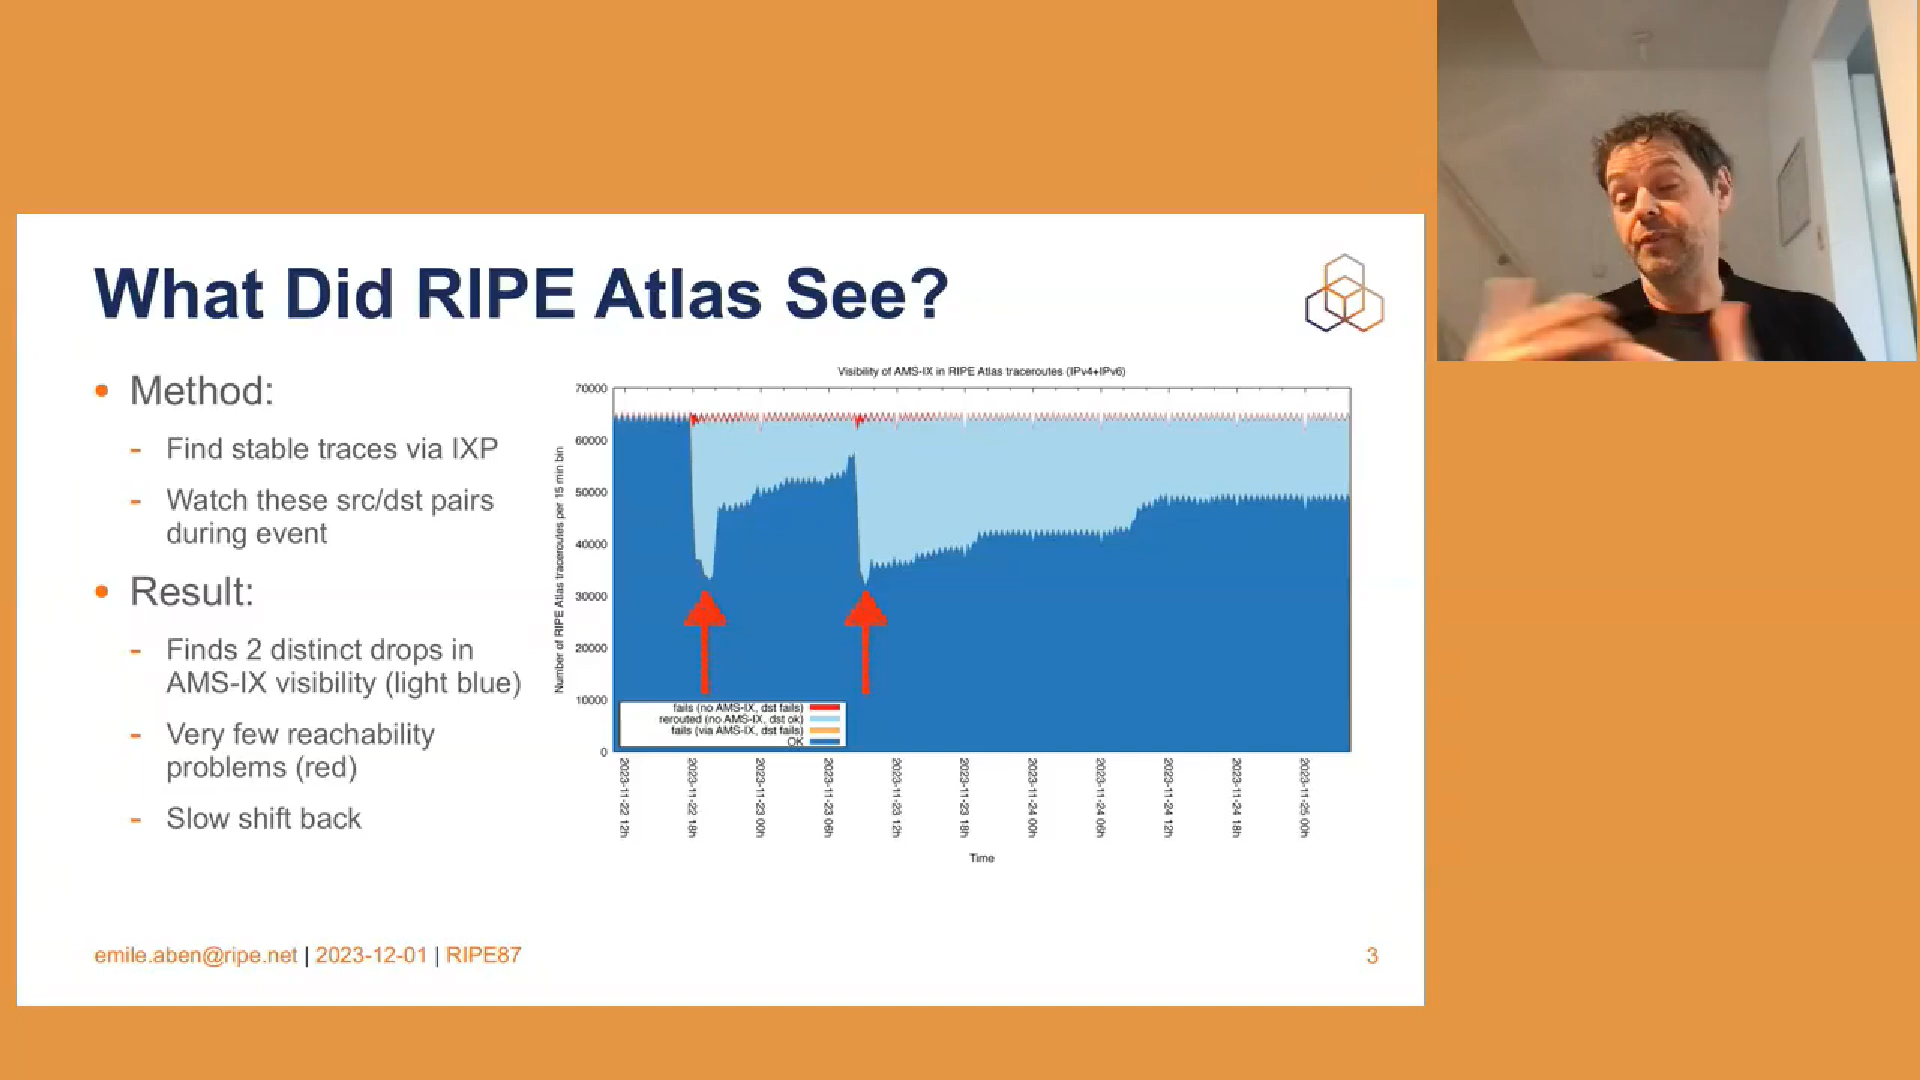 What Did RIPE Atlas See?
• Method:
- Find stable traces via IXP
- Watch these src/dst pairs
during event
• Result:
- Finds 2 distinct drops in
AMS-IX visibility (light blue)
- Very few reachability
problems (red)
- Slow shift back
Visibility of AMS-IX in RIPE Atlas traceroutes (IPv4+IPv6)
Number of RIPE Atlas traceroutes per 15 min bin
70000
60000
50000
40000
30000
20000
10000
0
fails (no AMS-IX, dst fails)
rerouted (no AMS-IX, dst ok)
fails (via AMS-IX, dst fails)
OK
2023-11-22 12h
2023-11-22 18h
2023-11-23 00h
2023-11-23 06h
2023-11-23 12h
2023-11-23 18h
2023-11-24 00h
2023-11-24 06h
2023-11-24 12h
2023-11-24 18h
2023-11-25 00h
Time
emile.aben@ripe.net | 2023-12-01 | RIPE87
3